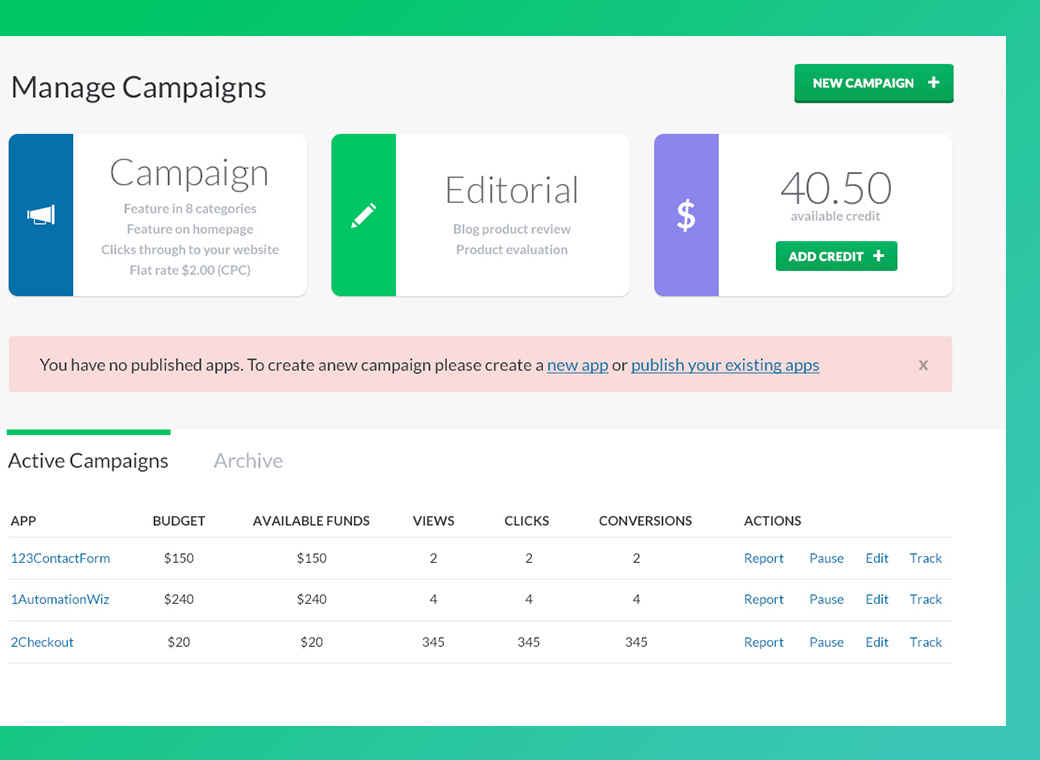 Manage Campaigns
NEW CAMPAIGN +
Campaign
Feature in 8 categories
Feature on homepage
Clicks through to your website
Flat rate $2.00 (CPC)
Editorial
Blog product review
Product evaluation
$
40.50
available credit
ADD CREDIT +
You have no published apps. To create anew campaign please create a new app or publish your existing apps x
Active Campaigns Archive
APP BUDGET AVAILABLE FUNDS VIEWS CLICKS CONVERSIONS ACTIONS
123ContactForm $150 $150 2 2 2 Report Pause Edit Track
1AutomationWiz $240 $240 4 4 4 Report Pause Edit Track
2Checkout $20 $20 345 345 345 Report Pause Edit Track